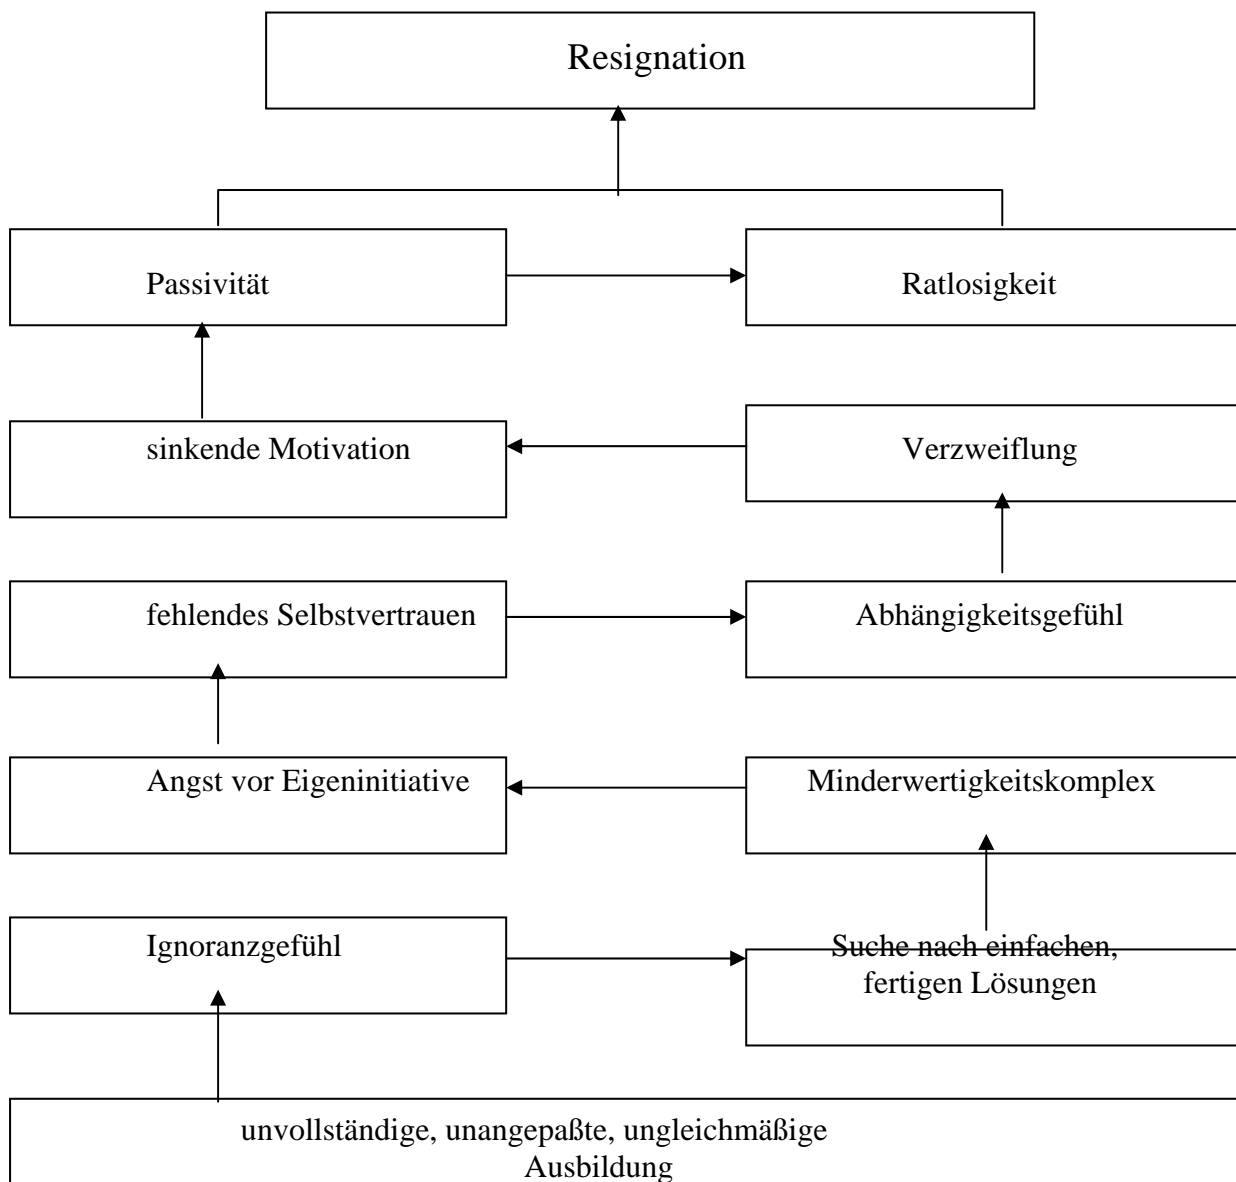 Resignation
Passivität
Ratlosigkeit
sinkende Motivation
Verzweiflung
fehlendes Selbstvertrauen
Abhängigkeitsgefühl
Angst vor Eigeninitiative
Minderwertigkeitskomplex
Ignoranzgefühl
Suche nach einfachen,
fertigen Lösungen
unvollständige, unangepaßte, ungleichmäßige
Ausbildung